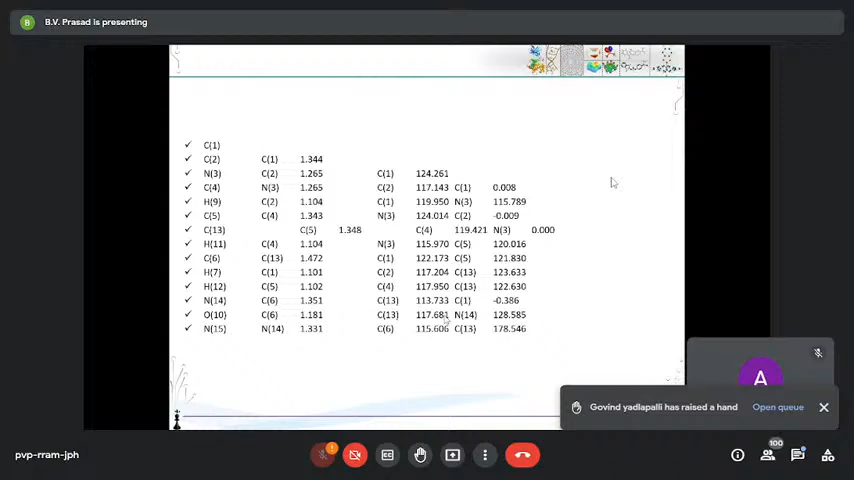 B
B.V. Prasad is presenting
✓ C(1)
✓ C(2) C(1) 1.344
✓ N(3) C(2) 1.265 C(1) 124.261
✓ C(4) N(3) 1.265 C(2) 117.143 C(1) 0.008
✓ H(9) C(2) 1.104 C(1) 119.950 N(3) 115.789
✓ C(5) C(4) 1.343 N(3) 124.014 C(2) -0.009
✓ C(13) C(5) 1.348 C(4) 119.421 N(3) 0.000
✓ H(11) C(4) 1.104 N(3) 115.970 C(5) 120.016
✓ C(6) C(13) 1.472 C(1) 122.173 C(5) 121.830
✓ H(7) C(1) 1.101 C(2) 117.204 C(13) 123.633
✓ H(12) C(5) 1.102 C(4) 117.950 C(13) 122.630
✓ N(14) C(6) 1.351 C(13) 113.733 C(1) -0.386
✓ O(10) C(6) 1.181 C(13) 117.681 N(14) 128.585
✓ N(15) N(14) 1.331 C(6) 115.606 C(13) 178.546
A
Govind yadlapalli has raised a hand Open queue
pvp-rram-jph
100